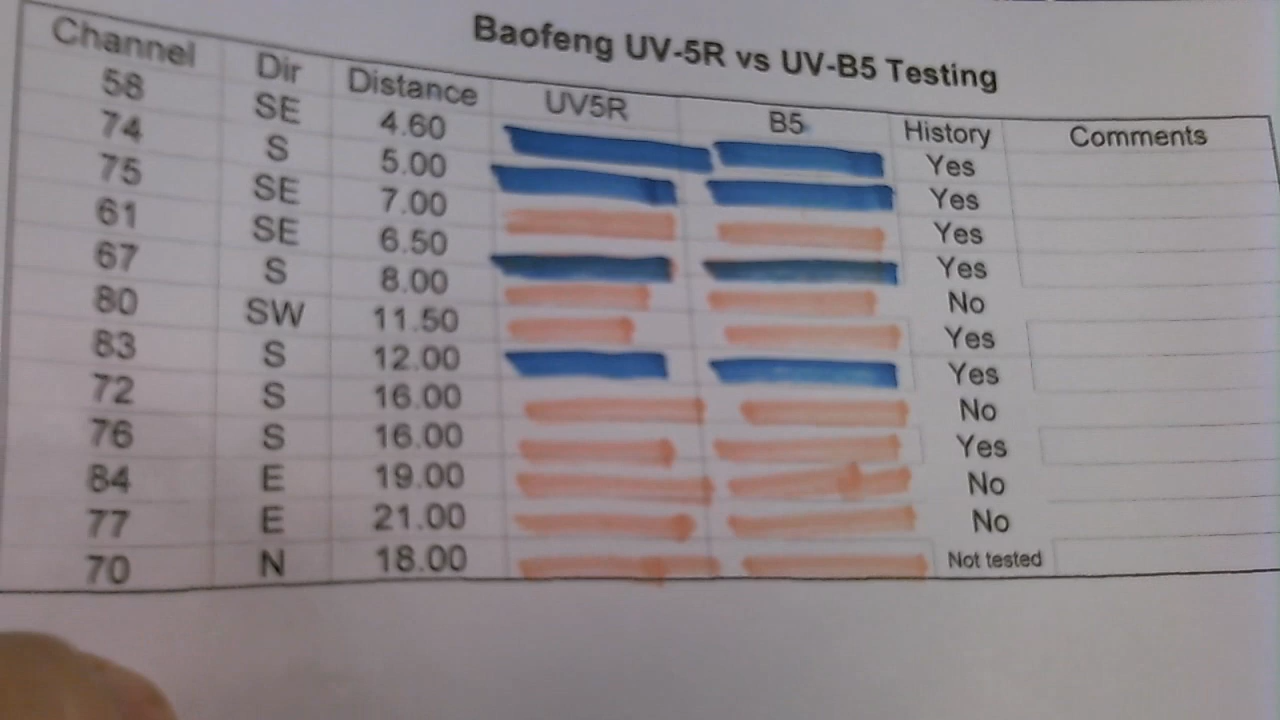 Baofeng UV-5R vs UV-B5 Testing
Channel Dir Distance UV5R B5 History Comments
58 SE 4.60 Yes
74 S 5.00 Yes
75 SE 7.00 Yes
61 SE 6.50 Yes
67 S 8.00 No
80 SW 11.50 Yes
83 S 12.00 Yes
72 S 16.00 No
76 S 16.00 Yes
84 E 19.00 No
77 E 21.00 No
70 N 18.00 Not tested